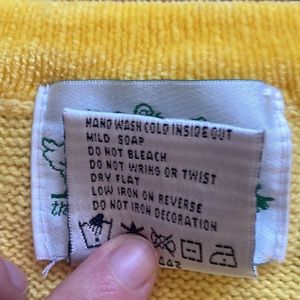 HAND WASH COLD INSIDE OUT
MILD SOAP
DO NOT BLEACH
DO NOT WRING OR TWIST
DRY FLAT
LOW IRON ON REVERSE
DO NOT IRON DECORATION